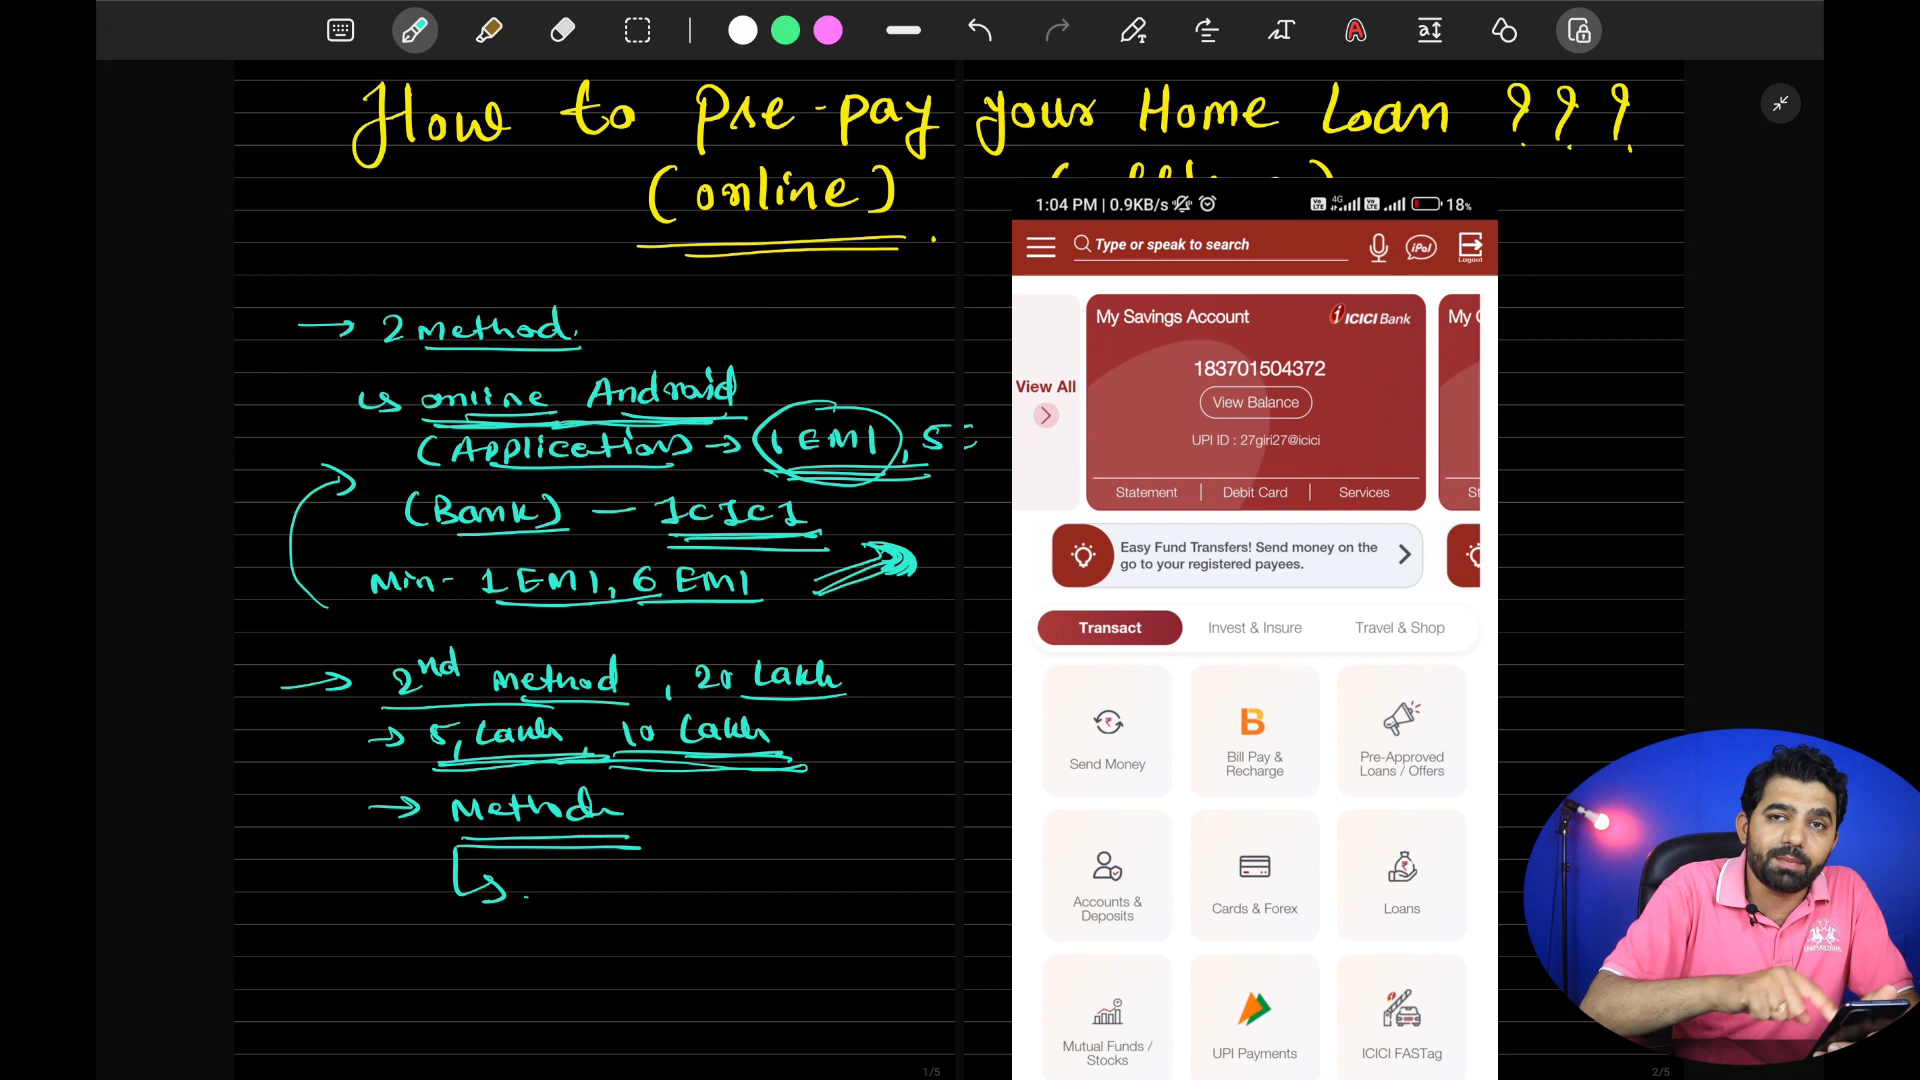 How to pre-pay your Home Loan ???
(online)
→ 2 method.
↳ online Android
(Application) → 1 EMI, 5
(Bank) — ICICI
Min - 1 EMI, 6 EMI
→ 2nd method, 20 Lakh
→ 5, Lakh, 10 Lakh
→ Method
1/5
1:04 PM | 0.9KB/s
4G
18%
Type or speak to search
iPal
Logout
My Savings Account
ICICI Bank
My
183701504372
View All
View Balance
UPI ID : 27giri27@icici
Statement | Debit Card | Services
St
Easy Fund Transfers! Send money on the
go to your registered payees.
Transact Invest & Insure Travel & Shop
Send Money
Bill Pay &
Recharge
Pre-Approved
Loans / Offers
Accounts &
Deposits
Cards & Forex
Loans
Mutual Funds /
Stocks
UPI Payments
ICICI FASTag
2/5